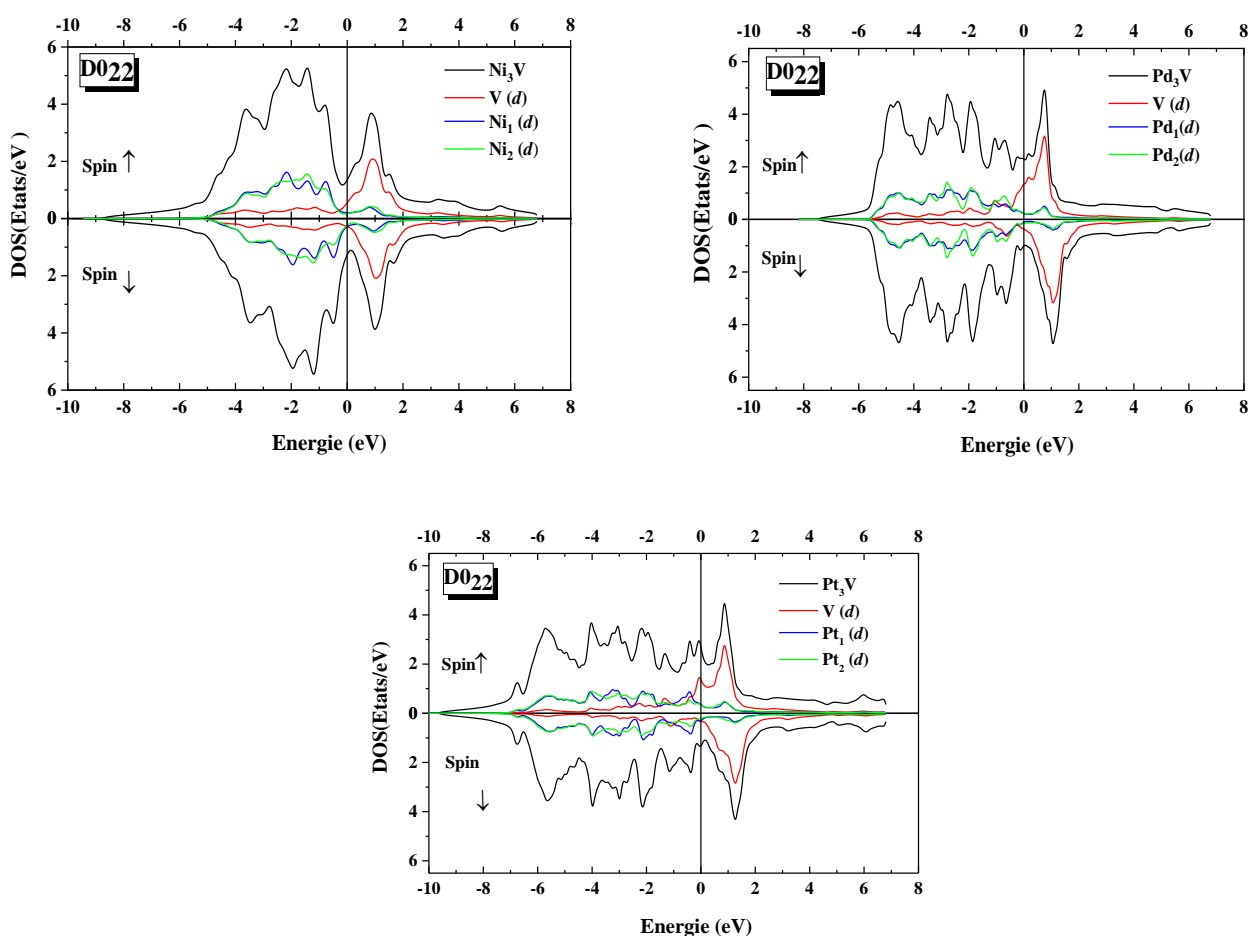 -10 -8 -6 -4 -2 0 2 4 6 8
D022
Ni3V
V (d)
Ni1 (d)
Ni2 (d)
Spin ↑
Spin ↓
6
4
2
0
2
4
6
DOS(Etats/eV )
-10 -8 -6 -4 -2 0 2 4 6 8
Energie (eV)
-10 -8 -6 -4 -2 0 2 4 6 8
D022
Pd3V
V (d)
Pd1(d)
Pd2(d)
Spin↑
Spin↓
6
4
2
0
2
4
6
DOS(Etats/eV )
-10 -8 -6 -4 -2 0 2 4 6 8
Energie (eV)
-10 -8 -6 -4 -2 0 2 4 6 8
D022
Pt3V
V (d)
Pt1 (d)
Pt2 (d)
Spin↑
Spin
↓
6
4
2
0
2
4
6
DOS(Etats/eV)
-10 -8 -6 -4 -2 0 2 4 6 8
Energie (eV)